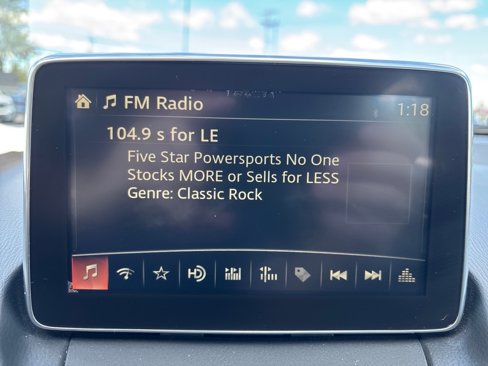 FM Radio
1:18
104.9 s for LE
Five Star Powersports No One
Stocks MORE or Sells for LESS
Genre: Classic Rock
HD